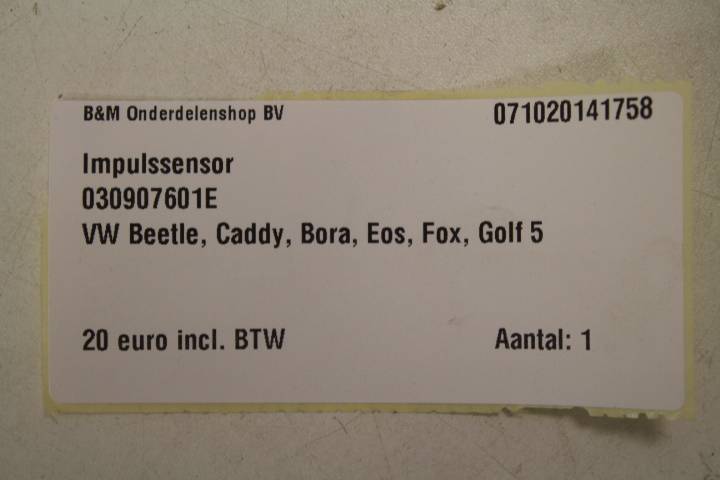 B&M Onderdelenshop BV 071020141758
Impulssensor
030907601E
VW Beetle, Caddy, Bora, Eos, Fox, Golf 5
20 euro incl. BTW Aantal: 1